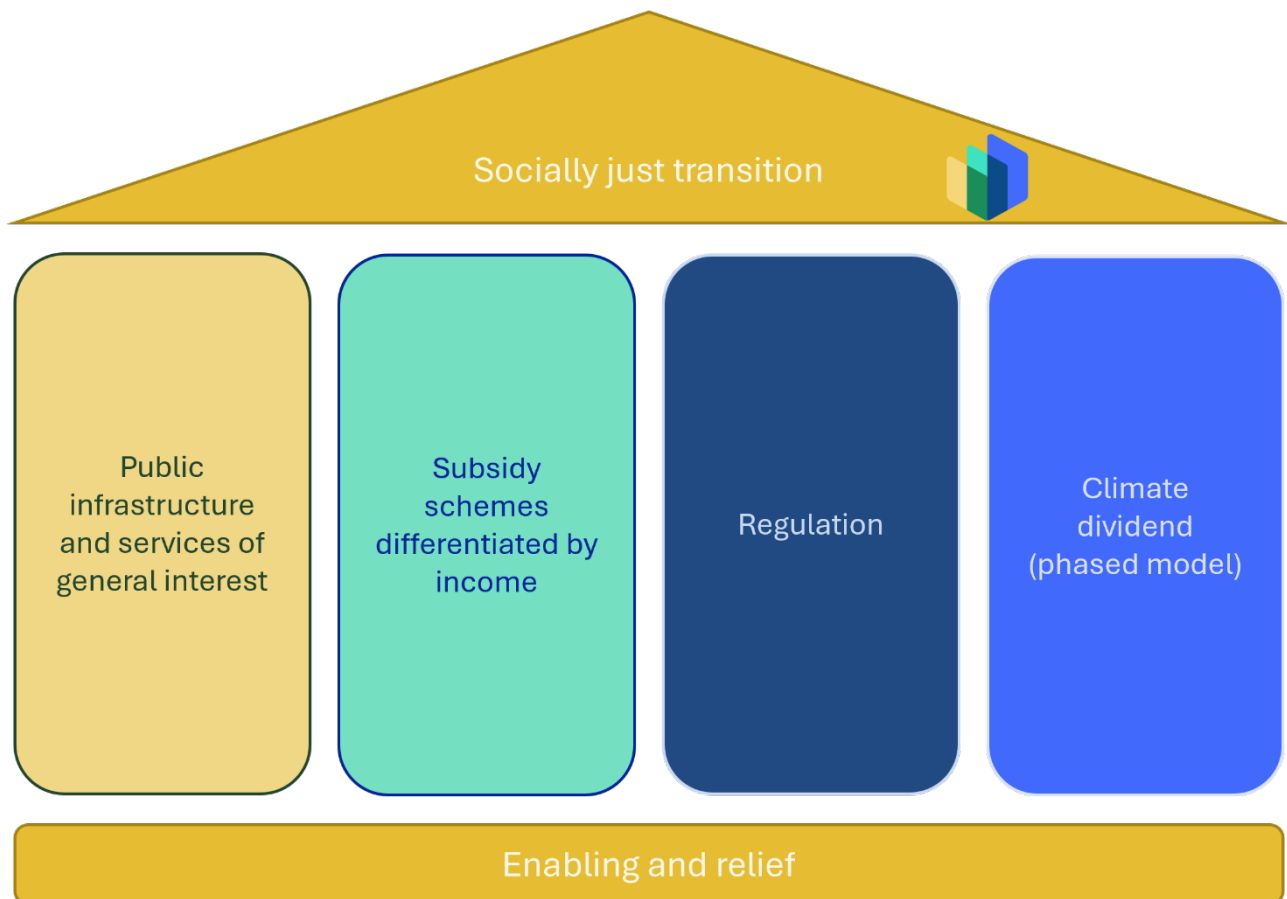 Socially just transition
Public
infrastructure
and services of
general interest
Subsidy
schemes
differentiated by
income
Regulation
Climate
dividend
(phased model)
Enabling and relief